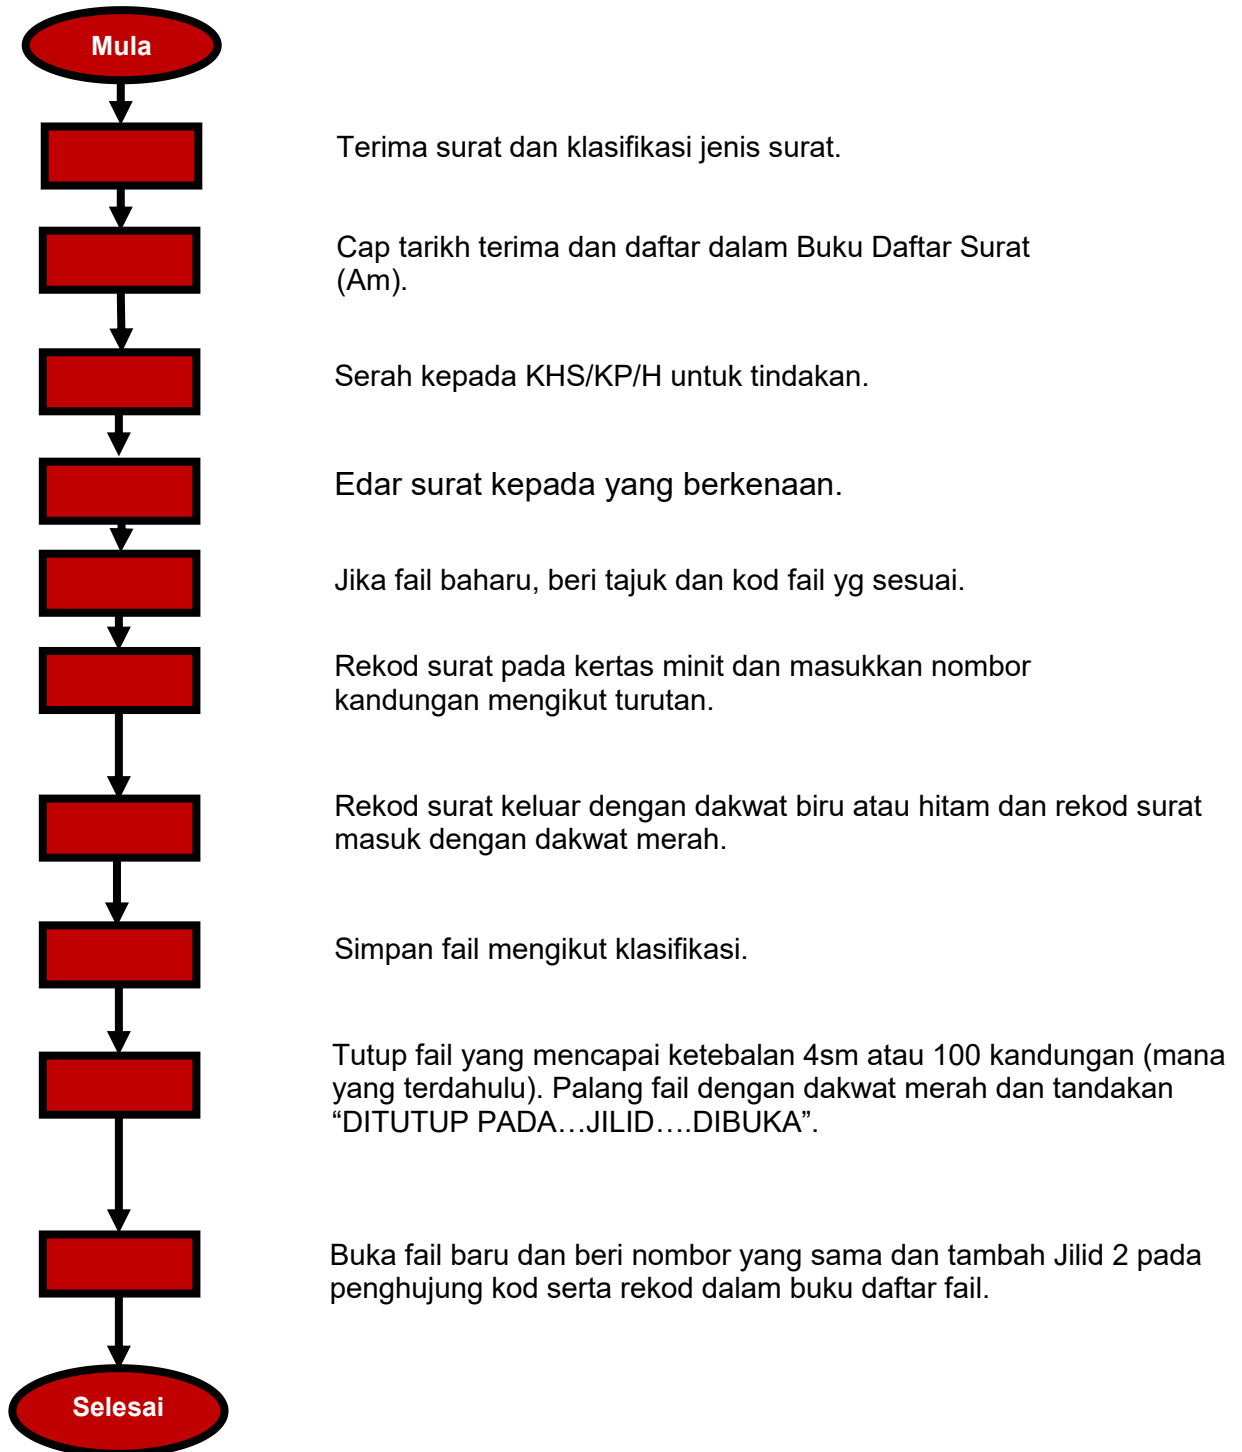 Mula
Terima surat dan klasifikasi jenis surat.
Cap tarikh terima dan daftar dalam Buku Daftar Surat
(Am).
Serah kepada KHS/KP/H untuk tindakan.
Edar surat kepada yang berkenaan.
Jika fail baharu, beri tajuk dan kod fail yg sesuai.
Rekod surat pada kertas minit dan masukkan nombor
kandungan mengikut turutan.
Rekod surat keluar dengan dakwat biru atau hitam dan rekod surat
masuk dengan dakwat merah.
Simpan fail mengikut klasifikasi.
Tutup fail yang mencapai ketebalan 4sm atau 100 kandungan (mana
yang terdahulu). Palang fail dengan dakwat merah dan tandakan
“DITUTUP PADA…JILID….DIBUKA”.
Buka fail baru dan beri nombor yang sama dan tambah Jilid 2 pada
penghujung kod serta rekod dalam buku daftar fail.
Selesai